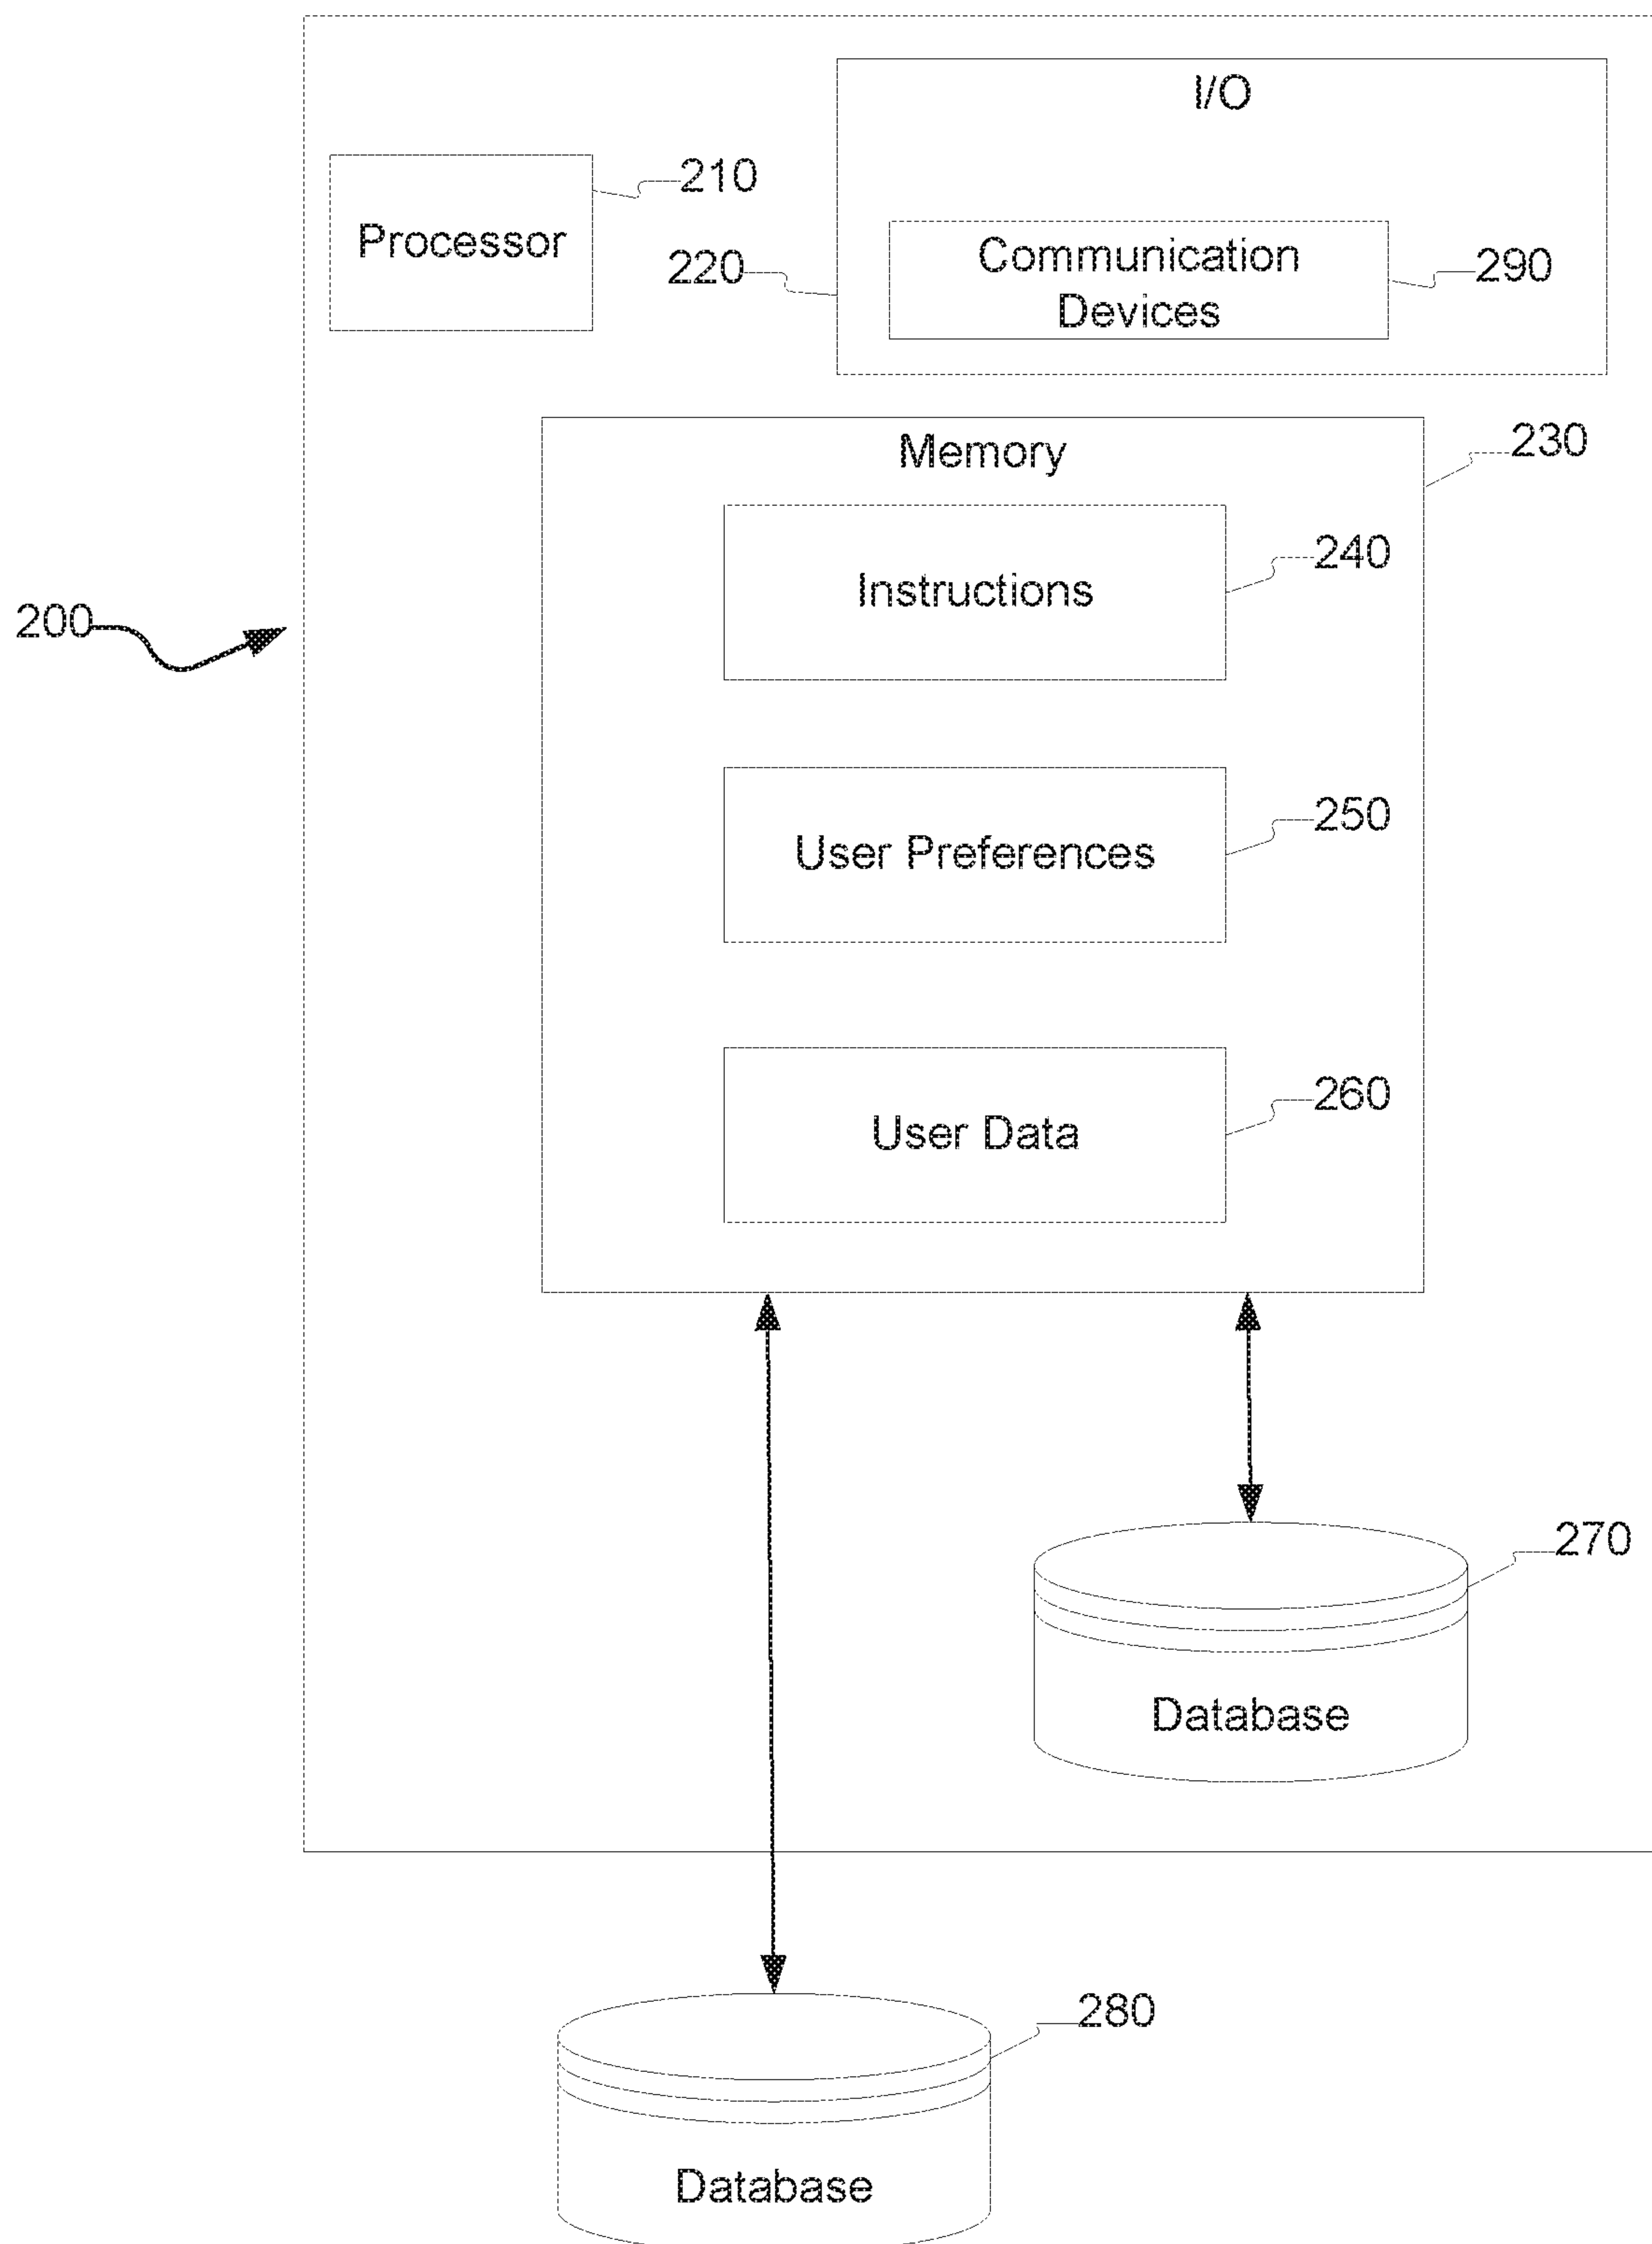 I/O
210
Processor
220
Communication
Devices
290
Memory
230
Instructions
240
200
User Preferences
250
User Data
260
270
Database
280
Database